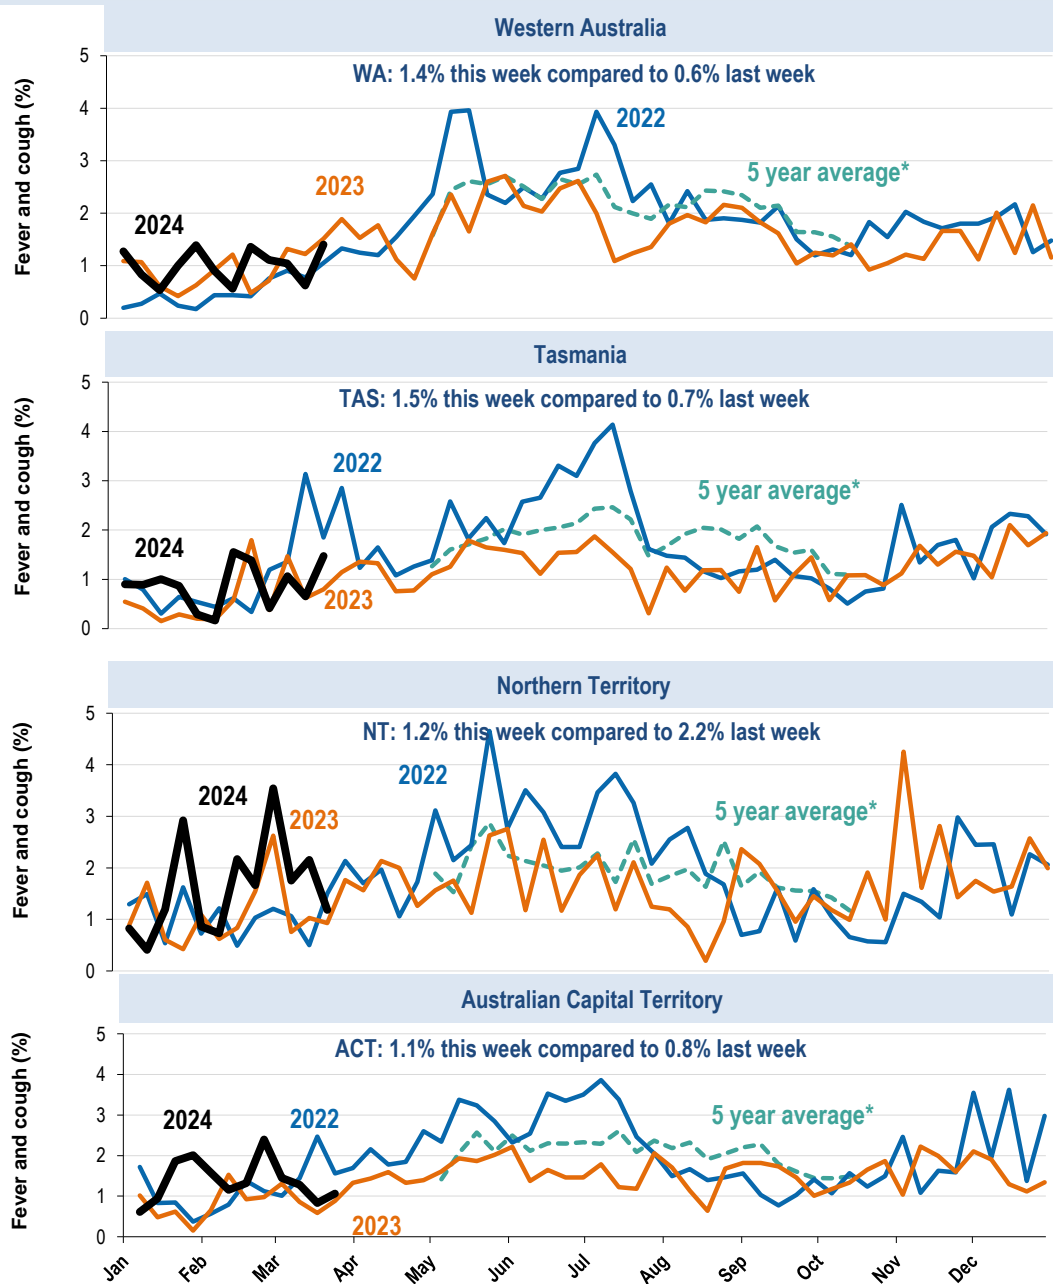 Western Australia
Fever and cough (%)
5
4
3
2
1
0
WA: 1.4% this week compared to 0.6% last week
2022
5 year average*
2023
2024
Tasmania
Fever and cough (%)
5
4
3
2
1
0
TAS: 1.5% this week compared to 0.7% last week
2022
5 year average*
2024
2023
Northern Territory
Fever and cough (%)
5
4
3
2
1
0
NT: 1.2% this week compared to 2.2% last week
2022
2024
5 year average*
2023
Australian Capital Territory
Fever and cough (%)
5
4
3
2
1
0
ACT: 1.1% this week compared to 0.8% last week
2024
2022
5 year average*
2023
Jan
Feb
Mar
Apr
May
Jun
Jul
Aug
Sep
Oct
Nov
Dec